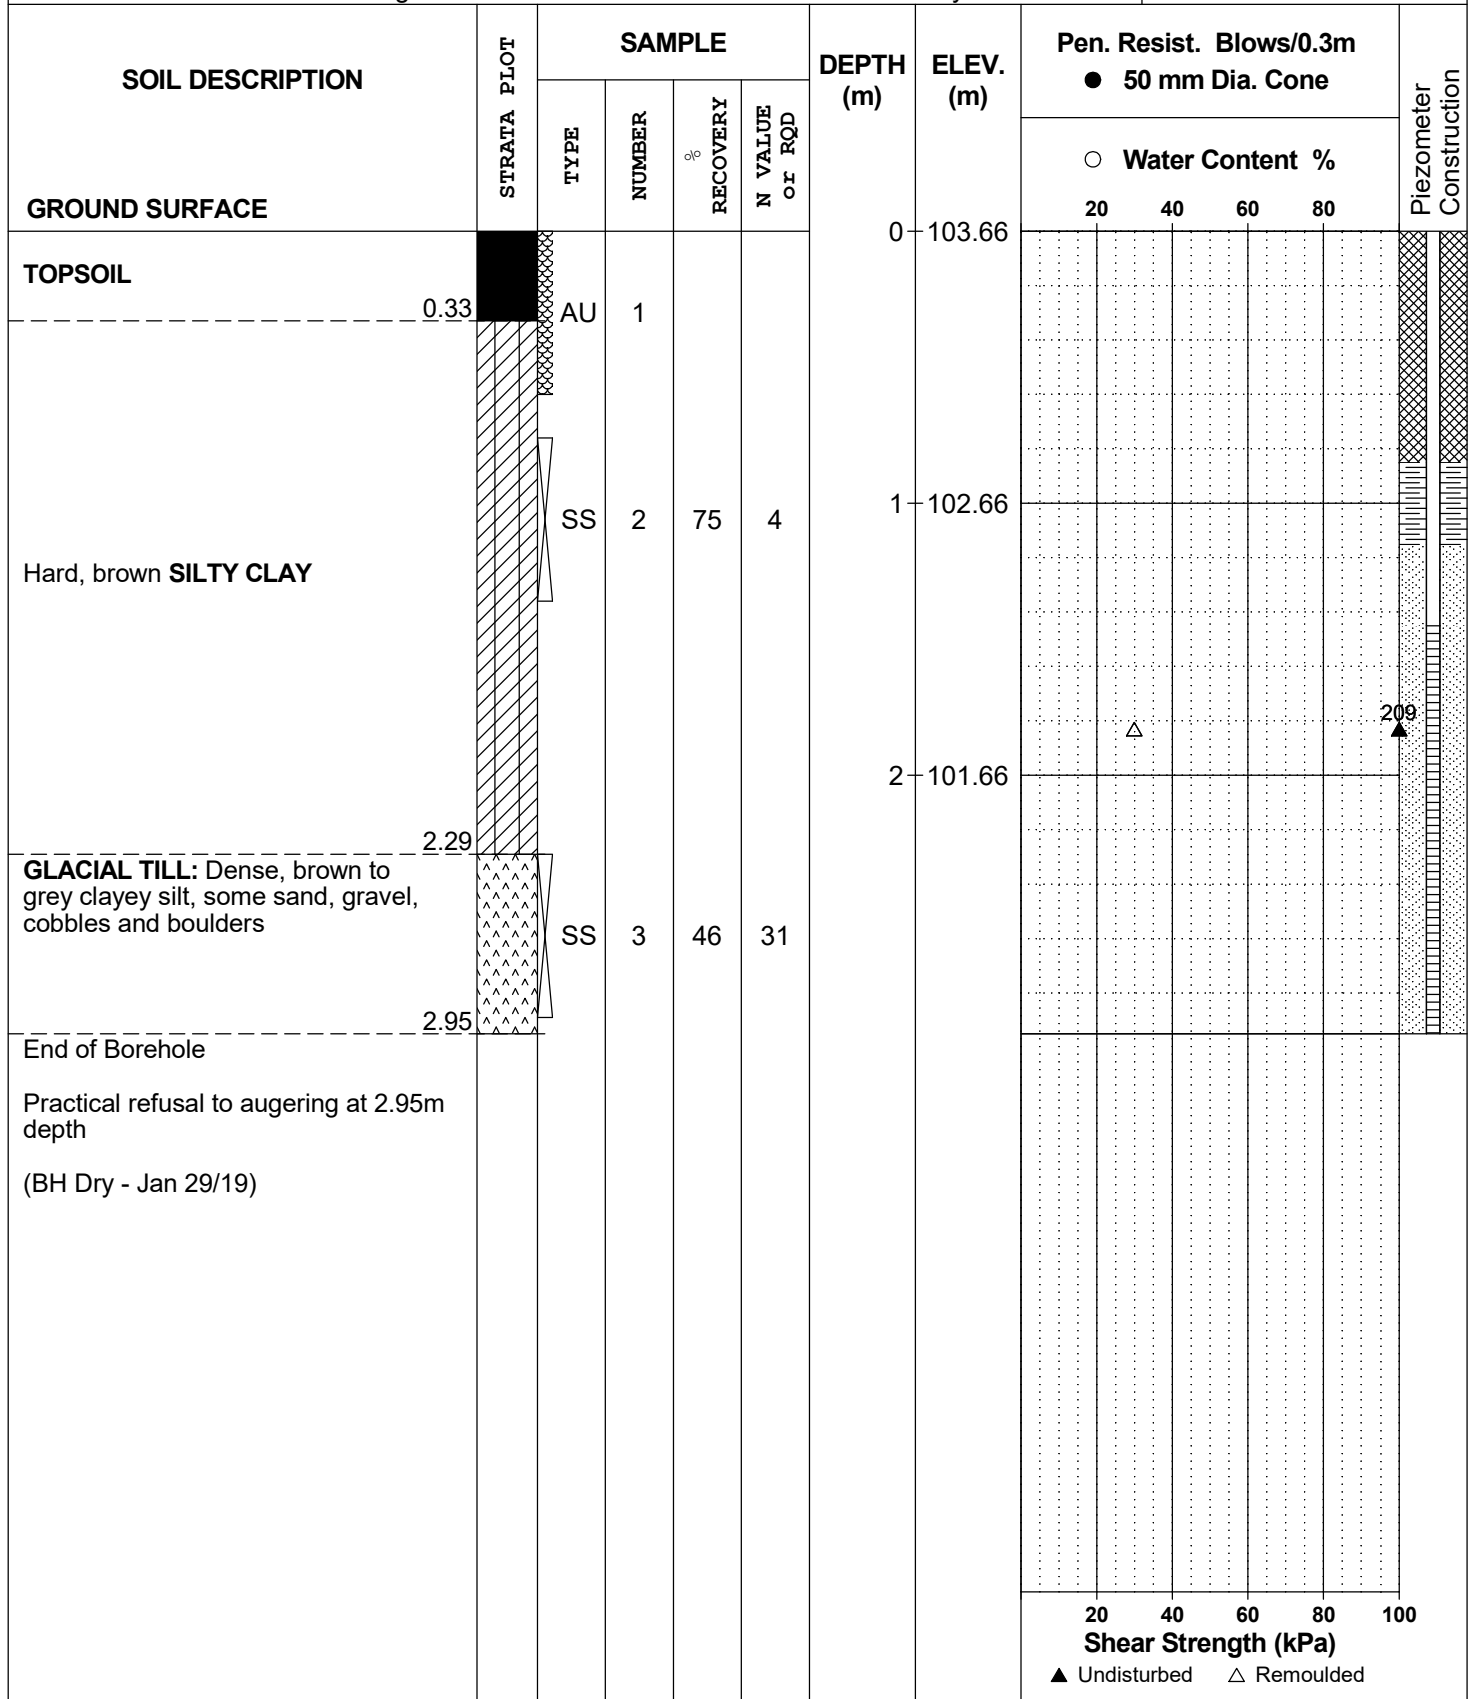 SOIL DESCRIPTION
GROUND SURFACE
STRATA PLOT
SAMPLE
TYPE
NUMBER
%
RECOVERY
N VALUE
or RQD
DEPTH
(m)
ELEV.
(m)
Pen. Resist. Blows/0.3m
● 50 mm Dia. Cone
○ Water Content %
20 40 60 80
Piezometer
Construction
0 103.66
TOPSOIL
0.33
AU 1
1 102.66
SS 2 75 4
Hard, brown SILTY CLAY
209
2 101.66
2.29
GLACIAL TILL: Dense, brown to
grey clayey silt, some sand, gravel,
cobbles and boulders
SS 3 46 31
2.95
End of Borehole
Practical refusal to augering at 2.95m
depth
(BH Dry - Jan 29/19)
20 40 60 80 100
Shear Strength (kPa)
▲ Undisturbed △ Remoulded